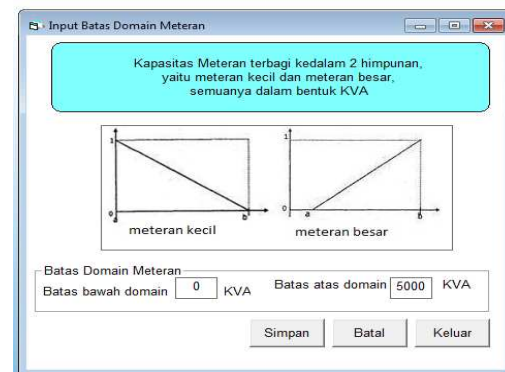 Input Batas Domain Meteran
Kapasitas Meteran terbagi kedalam 2 himpunan,
yaitu meteran kecil dan meteran besar,
semuanya dalam bentuk KVA
1
0
a
b
meteran kecil
1
0
a
b
meteran besar
Batas Domain Meteran
Batas bawah domain 0 KVA Batas atas domain 5000 KVA
Simpan Batal Keluar